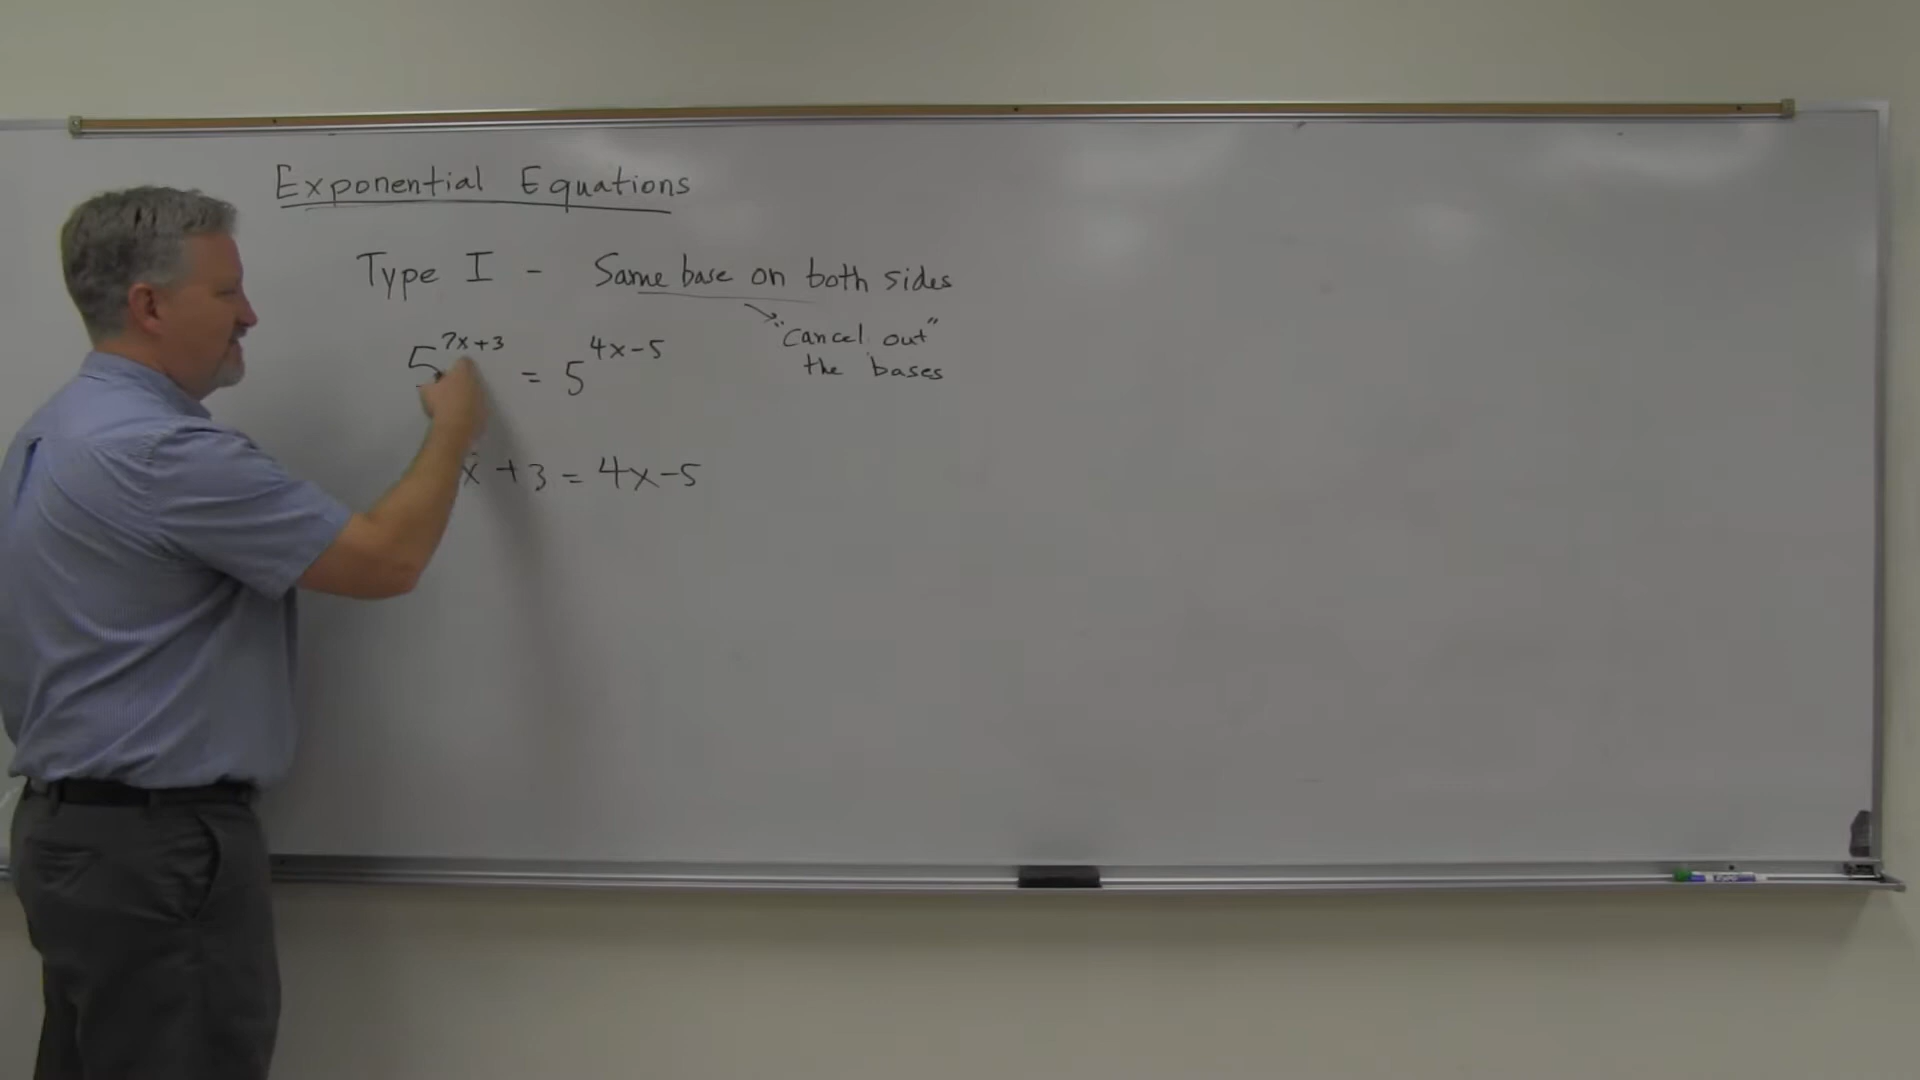 Exponential Equations
Type I - Same base on both sides
"Cancel out"
the bases
5^{7x+3} = 5^{4x-5}
x + 3 = 4x - 5